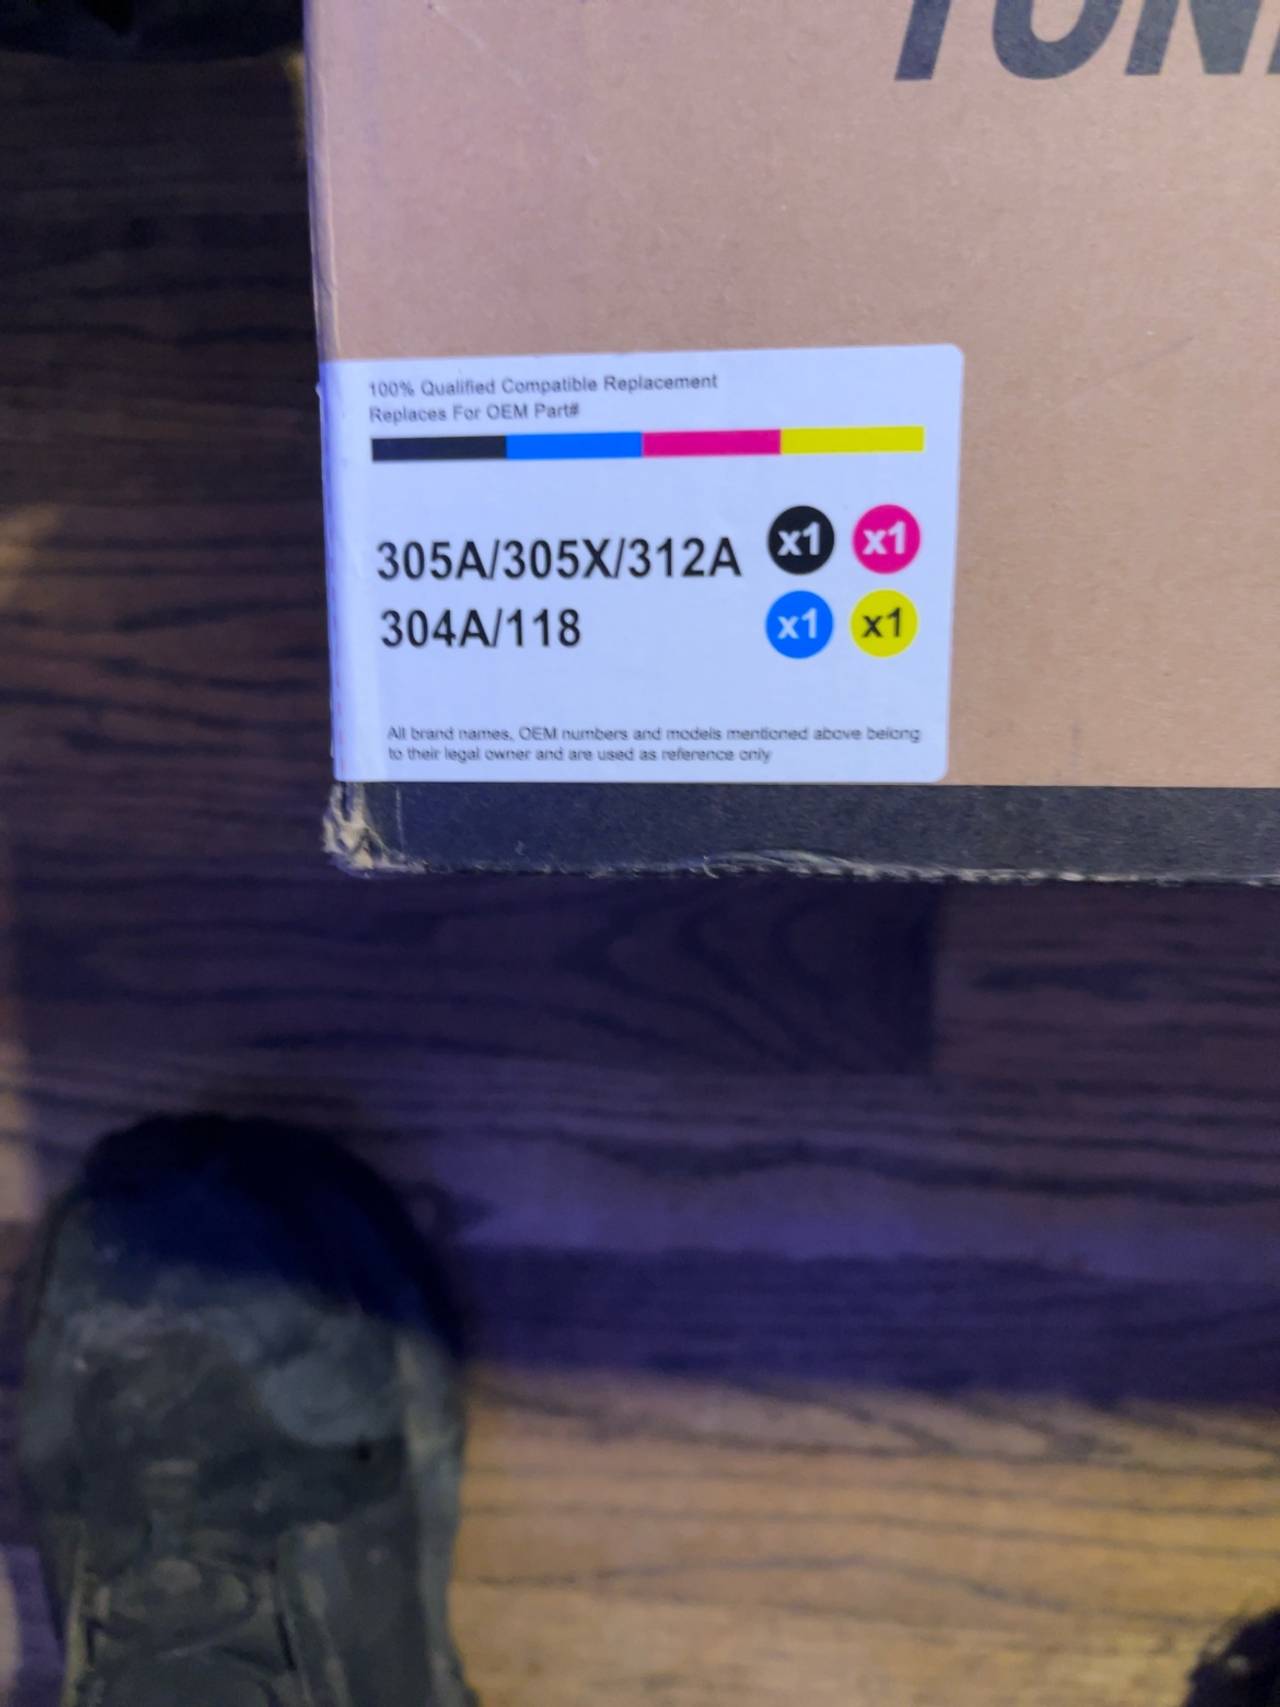 100% Qualified Compatible Replacement
Replaces For OEM Part#
305A/305X/312A x1 x1
304A/118 x1 x1
All brand names, OEM numbers and models mentioned above belong
to their legal owner and are used as reference only